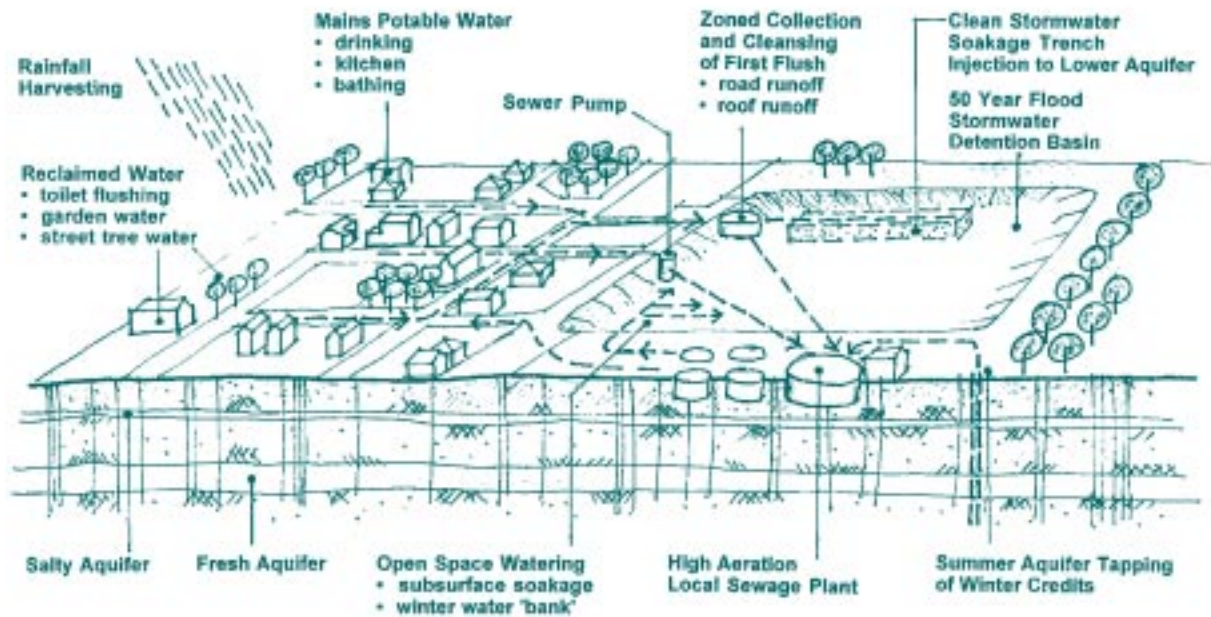 Rainfall
Harvesting
Mains Potable Water
• drinking
• kitchen
• bathing
Sewer Pump
Zoned Collection
and Cleansing
of First Flush
• road runoff
• roof runoff
Clean Stormwater
Soakage Trench
Injection to Lower Aquifer
50 Year Flood
Stormwater
Detention Basin
Reclaimed Water
• toilet flushing
• garden water
• street tree water
Salty Aquifer
Fresh Aquifer
Open Space Watering
• subsurface soakage
• winter water "bank"
High Aeration
Local Sewage Plant
Summer Aquifer Tapping
of Winter Credits